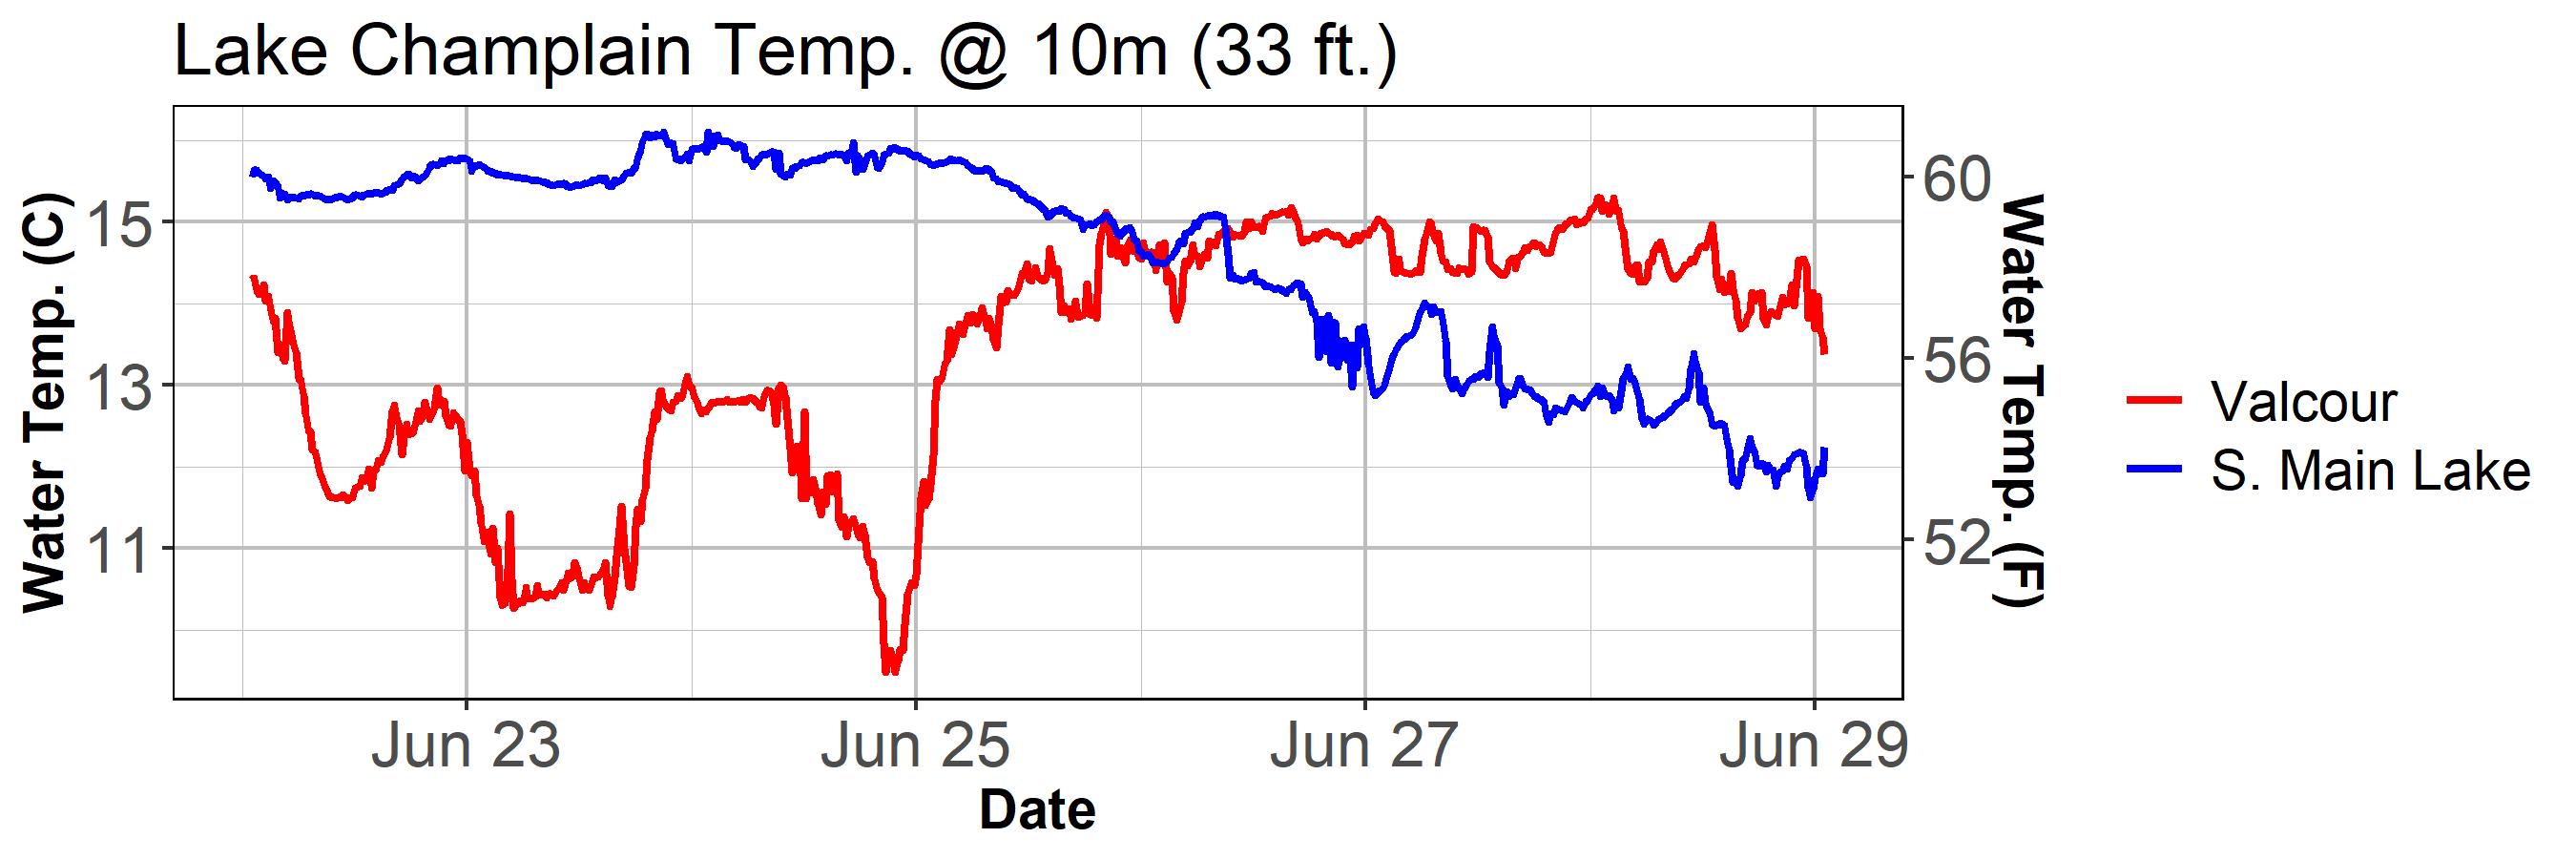 Lake Champlain Temp. @ 10m (33 ft.)
Water Temp. (C)
15
13
11
60
56
52
Water Temp. (F)
Jun 23
Jun 25
Jun 27
Jun 29
Date
Valcour
S. Main Lake